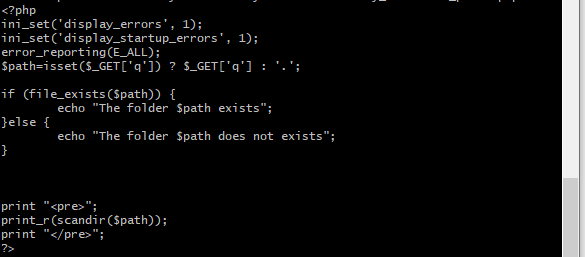 <?php
ini_set('display_errors', 1);
ini_set('display_startup_errors', 1);
error_reporting(E_ALL);
$path=isset($_GET['q']) ? $_GET['q'] : '.';
if (file_exists($path)) {
echo "The folder $path exists";
}else {
echo "The folder $path does not exists";
}
print "<pre>";
print_r(scandir($path));
print "</pre>";
?>